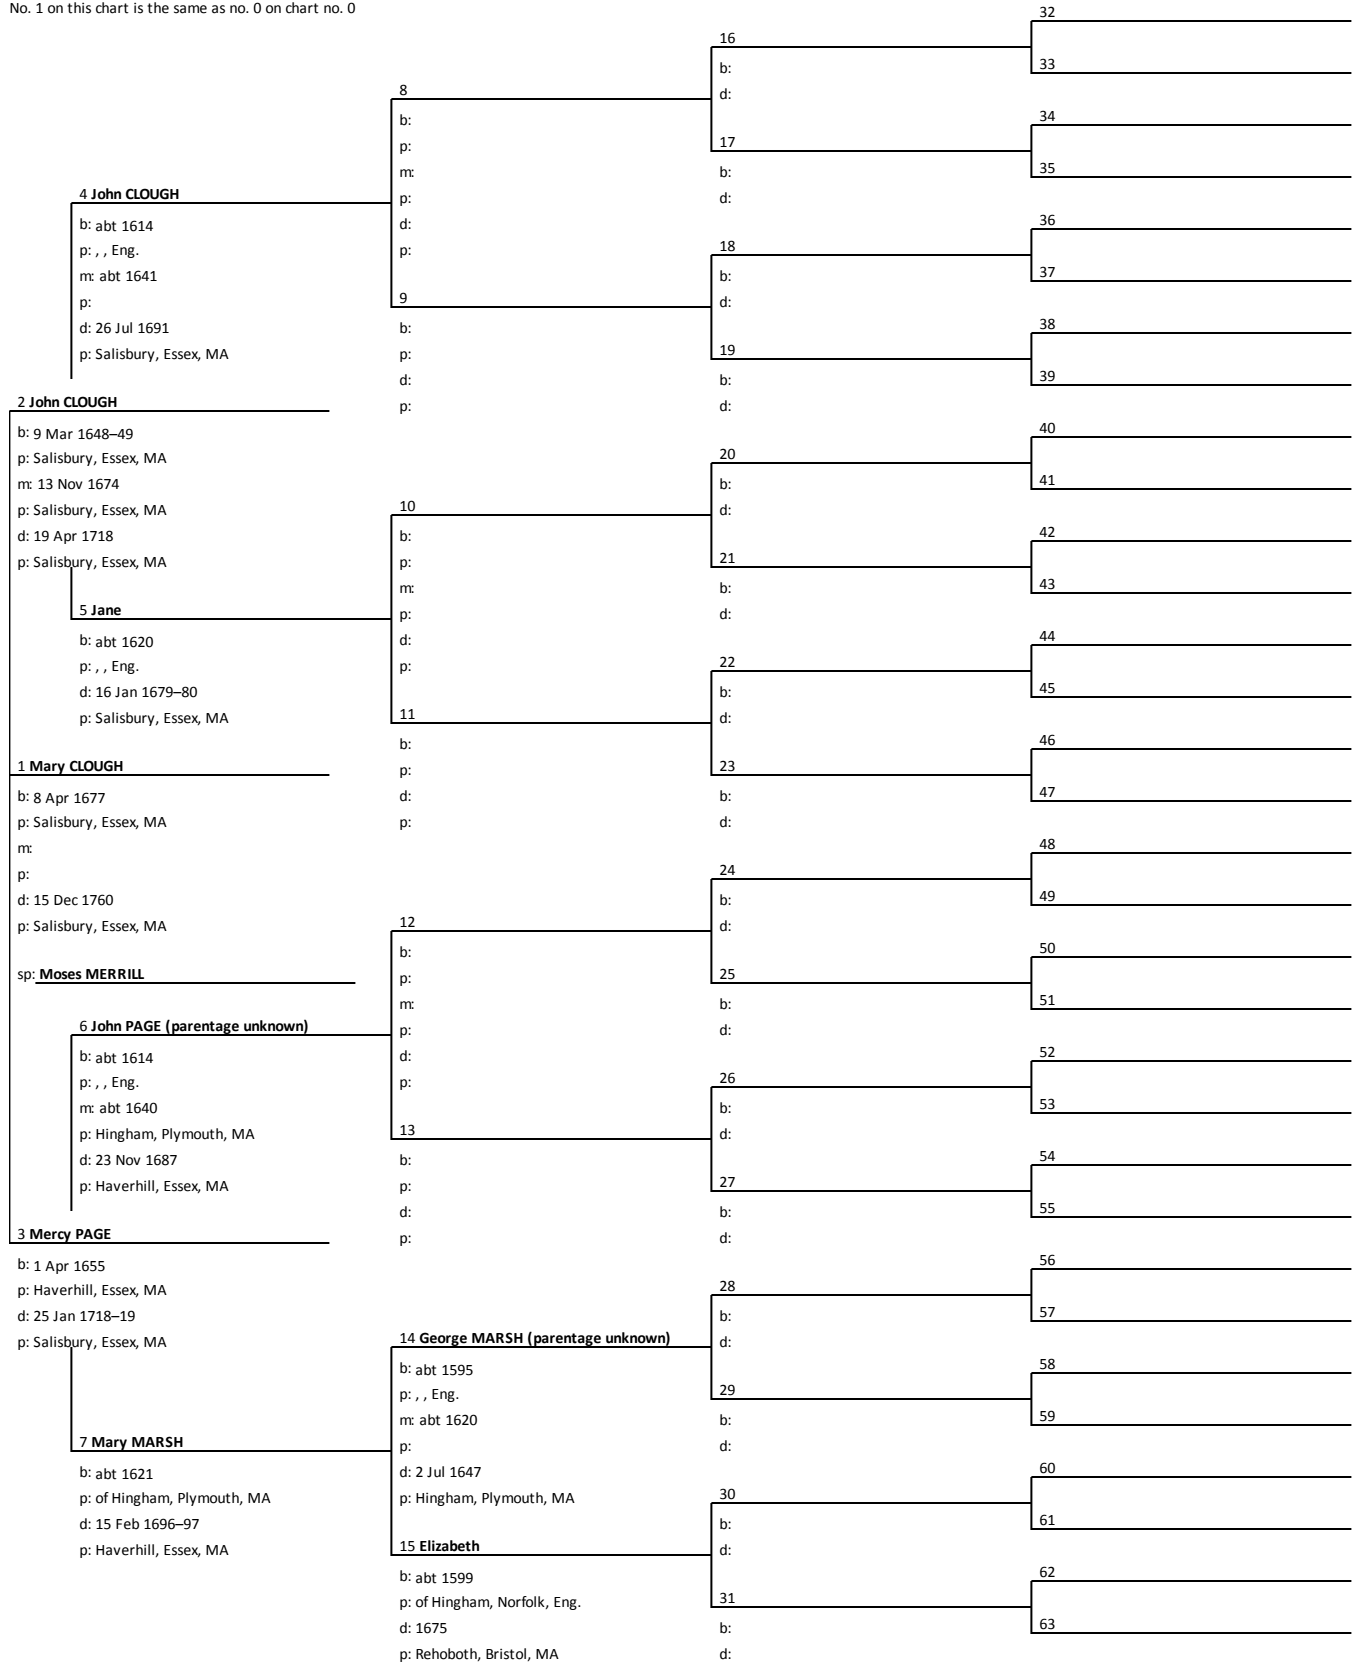 No. 1 on this chart is the same as no. 0 on chart no. 0
4 John CLOUGH
b: abt 1614
p: , , Eng.
m: abt 1641
p:
d: 26 Jul 1691
p: Salisbury, Essex, MA
2 John CLOUGH
b: 9 Mar 1648–49
p: Salisbury, Essex, MA
m: 13 Nov 1674
p: Salisbury, Essex, MA
d: 19 Apr 1718
p: Salisbury, Essex, MA
5 Jane
b: abt 1620
p: , , Eng.
d: 16 Jan 1679–80
p: Salisbury, Essex, MA
1 Mary CLOUGH
b: 8 Apr 1677
p: Salisbury, Essex, MA
m:
p:
d: 15 Dec 1760
p: Salisbury, Essex, MA
sp: Moses MERRILL
6 John PAGE (parentage unknown)
b: abt 1614
p: , , Eng.
m: abt 1640
p: Hingham, Plymouth, MA
d: 23 Nov 1687
p: Haverhill, Essex, MA
3 Mercy PAGE
b: 1 Apr 1655
p: Haverhill, Essex, MA
d: 25 Jan 1718–19
p: Salisbury, Essex, MA
7 Mary MARSH
b: abt 1621
p: of Hingham, Plymouth, MA
d: 15 Feb 1696–97
p: Haverhill, Essex, MA
8
b:
p:
m:
p:
d:
p:
9
b:
p:
d:
p:
10
b:
p:
m:
p:
d:
p:
11
b:
p:
d:
p:
12
b:
p:
m:
p:
d:
p:
13
b:
p:
d:
p:
14 George MARSH (parentage unknown)
b: abt 1595
p: , , Eng.
m: abt 1620
p:
d: 2 Jul 1647
p: Hingham, Plymouth, MA
15 Elizabeth
b: abt 1599
p: of Hingham, Norfolk, Eng.
d: 1675
p: Rehoboth, Bristol, MA
16
b:
d:
17
b:
d:
18
b:
d:
19
b:
d:
20
b:
d:
21
b:
d:
22
b:
d:
23
b:
d:
24
b:
d:
25
b:
d:
26
b:
d:
27
b:
d:
28
b:
d:
29
b:
d:
30
b:
d:
31
b:
d:
32
33
34
35
36
37
38
39
40
41
42
43
44
45
46
47
48
49
50
51
52
53
54
55
56
57
58
59
60
61
62
63